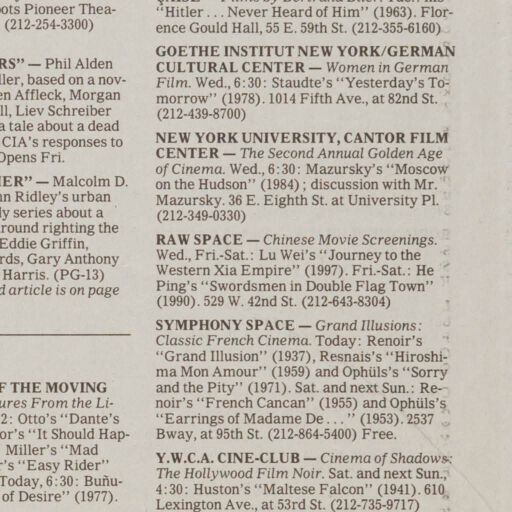 ots Pioneer Thea-
(212-254-3300)
RS" — Phil Alden
ller, based on a nov-
en Affleck, Morgan
ll, Liev Schreiber
a tale about a dead
CIA's responses to
Opens Fri.
ER" — Malcolm D.
hn Ridley's urban
ly series about a
round righting the
Eddie Griffin,
rds, Gary Anthony
Harris. (PG-13)
d article is on page
F THE MOVING
ures From the Li-
2: Otto's "Dante's
or's "It Should Hap-
Miller's "Mad
r's "Easy Rider"
Today, 6:30: Buñu-
of Desire" (1977).
"Hitler . . . Never Heard of Him" (1963). Flor-
ence Gould Hall, 55 E. 59th St. (212-355-6160)
GOETHE INSTITUT NEW YORK/GERMAN
CULTURAL CENTER — Women in German
Film. Wed., 6:30: Staudte's "Yesterday's To-
morrow" (1978). 1014 Fifth Ave., at 82nd St.
(212-439-8700)
NEW YORK UNIVERSITY, CANTOR FILM
CENTER — The Second Annual Golden Age
of Cinema. Wed., 6:30: Mazursky's "Moscow
on the Hudson" (1984) ; discussion with Mr.
Mazursky. 36 E. Eighth St. at University Pl.
(212-349-0330)
RAW SPACE — Chinese Movie Screenings.
Wed., Fri.-Sat.: Lu Wei's "Journey to the
Western Xia Empire" (1997). Fri.-Sat.: He
Ping's "Swordsmen in Double Flag Town"
(1990). 529 W. 42nd St. (212-643-8304)
SYMPHONY SPACE — Grand Illusions:
Classic French Cinema. Today: Renoir's
"Grand Illusion" (1937), Resnais's "Hiroshi-
ma Mon Amour" (1959) and Ophüls's "Sorry
and the Pity" (1971). Sat. and next Sun.: Re-
noir's "French Cancan" (1955) and Ophüls's
"Earrings of Madame De . . . " (1953). 2537
Bway, at 95th St. (212-864-5400) Free.
Y.W.C.A. CINE-CLUB — Cinema of Shadows:
The Hollywood Film Noir. Sat. and next Sun.,
4:30: Huston's "Maltese Falcon" (1941). 610
Lexington Ave., at 53rd St. (212-735-9717)